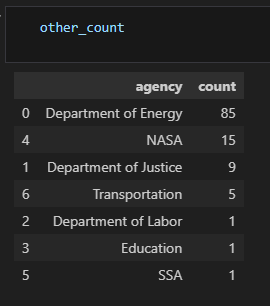 other_count
agency count
0 Department of Energy 85
4 NASA 15
1 Department of Justice 9
6 Transportation 5
2 Department of Labor 1
3 Education 1
5 SSA 1